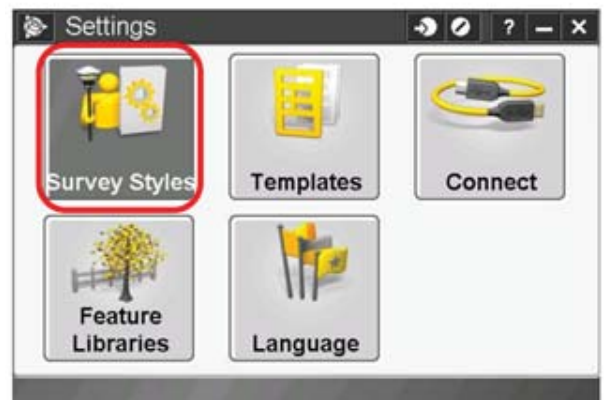 Settings
?
Survey Styles
Templates
Connect
Feature
Libraries
Language